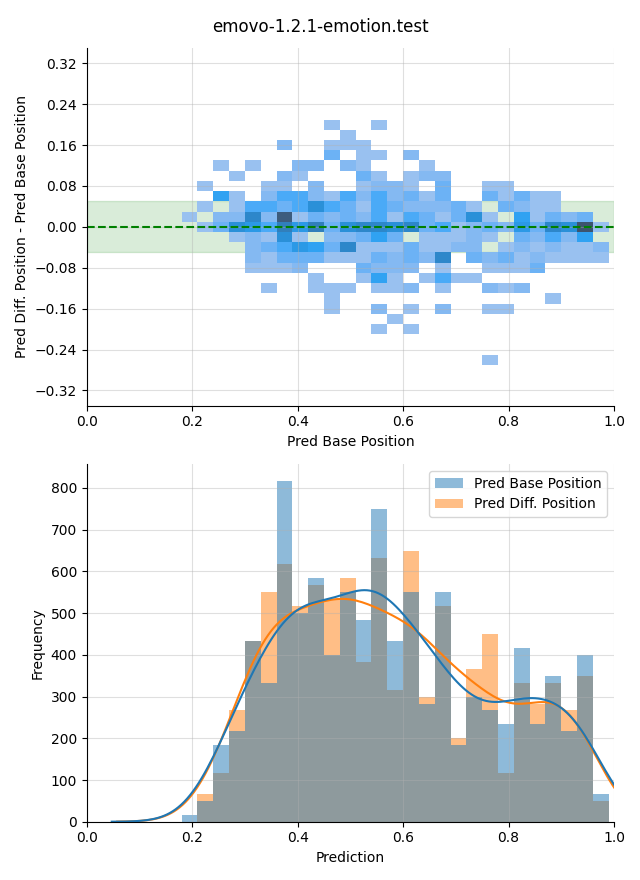 emovo-1.2.1-emotion.test
0.32
0.24
0.16
0.08
0.00
−0.08
−0.16
−0.24
−0.32
Pred Diff. Position - Pred Base Position
0.0 0.2 0.4 0.6 0.8 1.0
Pred Base Position
Pred Base Position
Pred Diff. Position
800
700
600
500
400
300
200
100
0
Frequency
0.0 0.2 0.4 0.6 0.8 1.0
Prediction